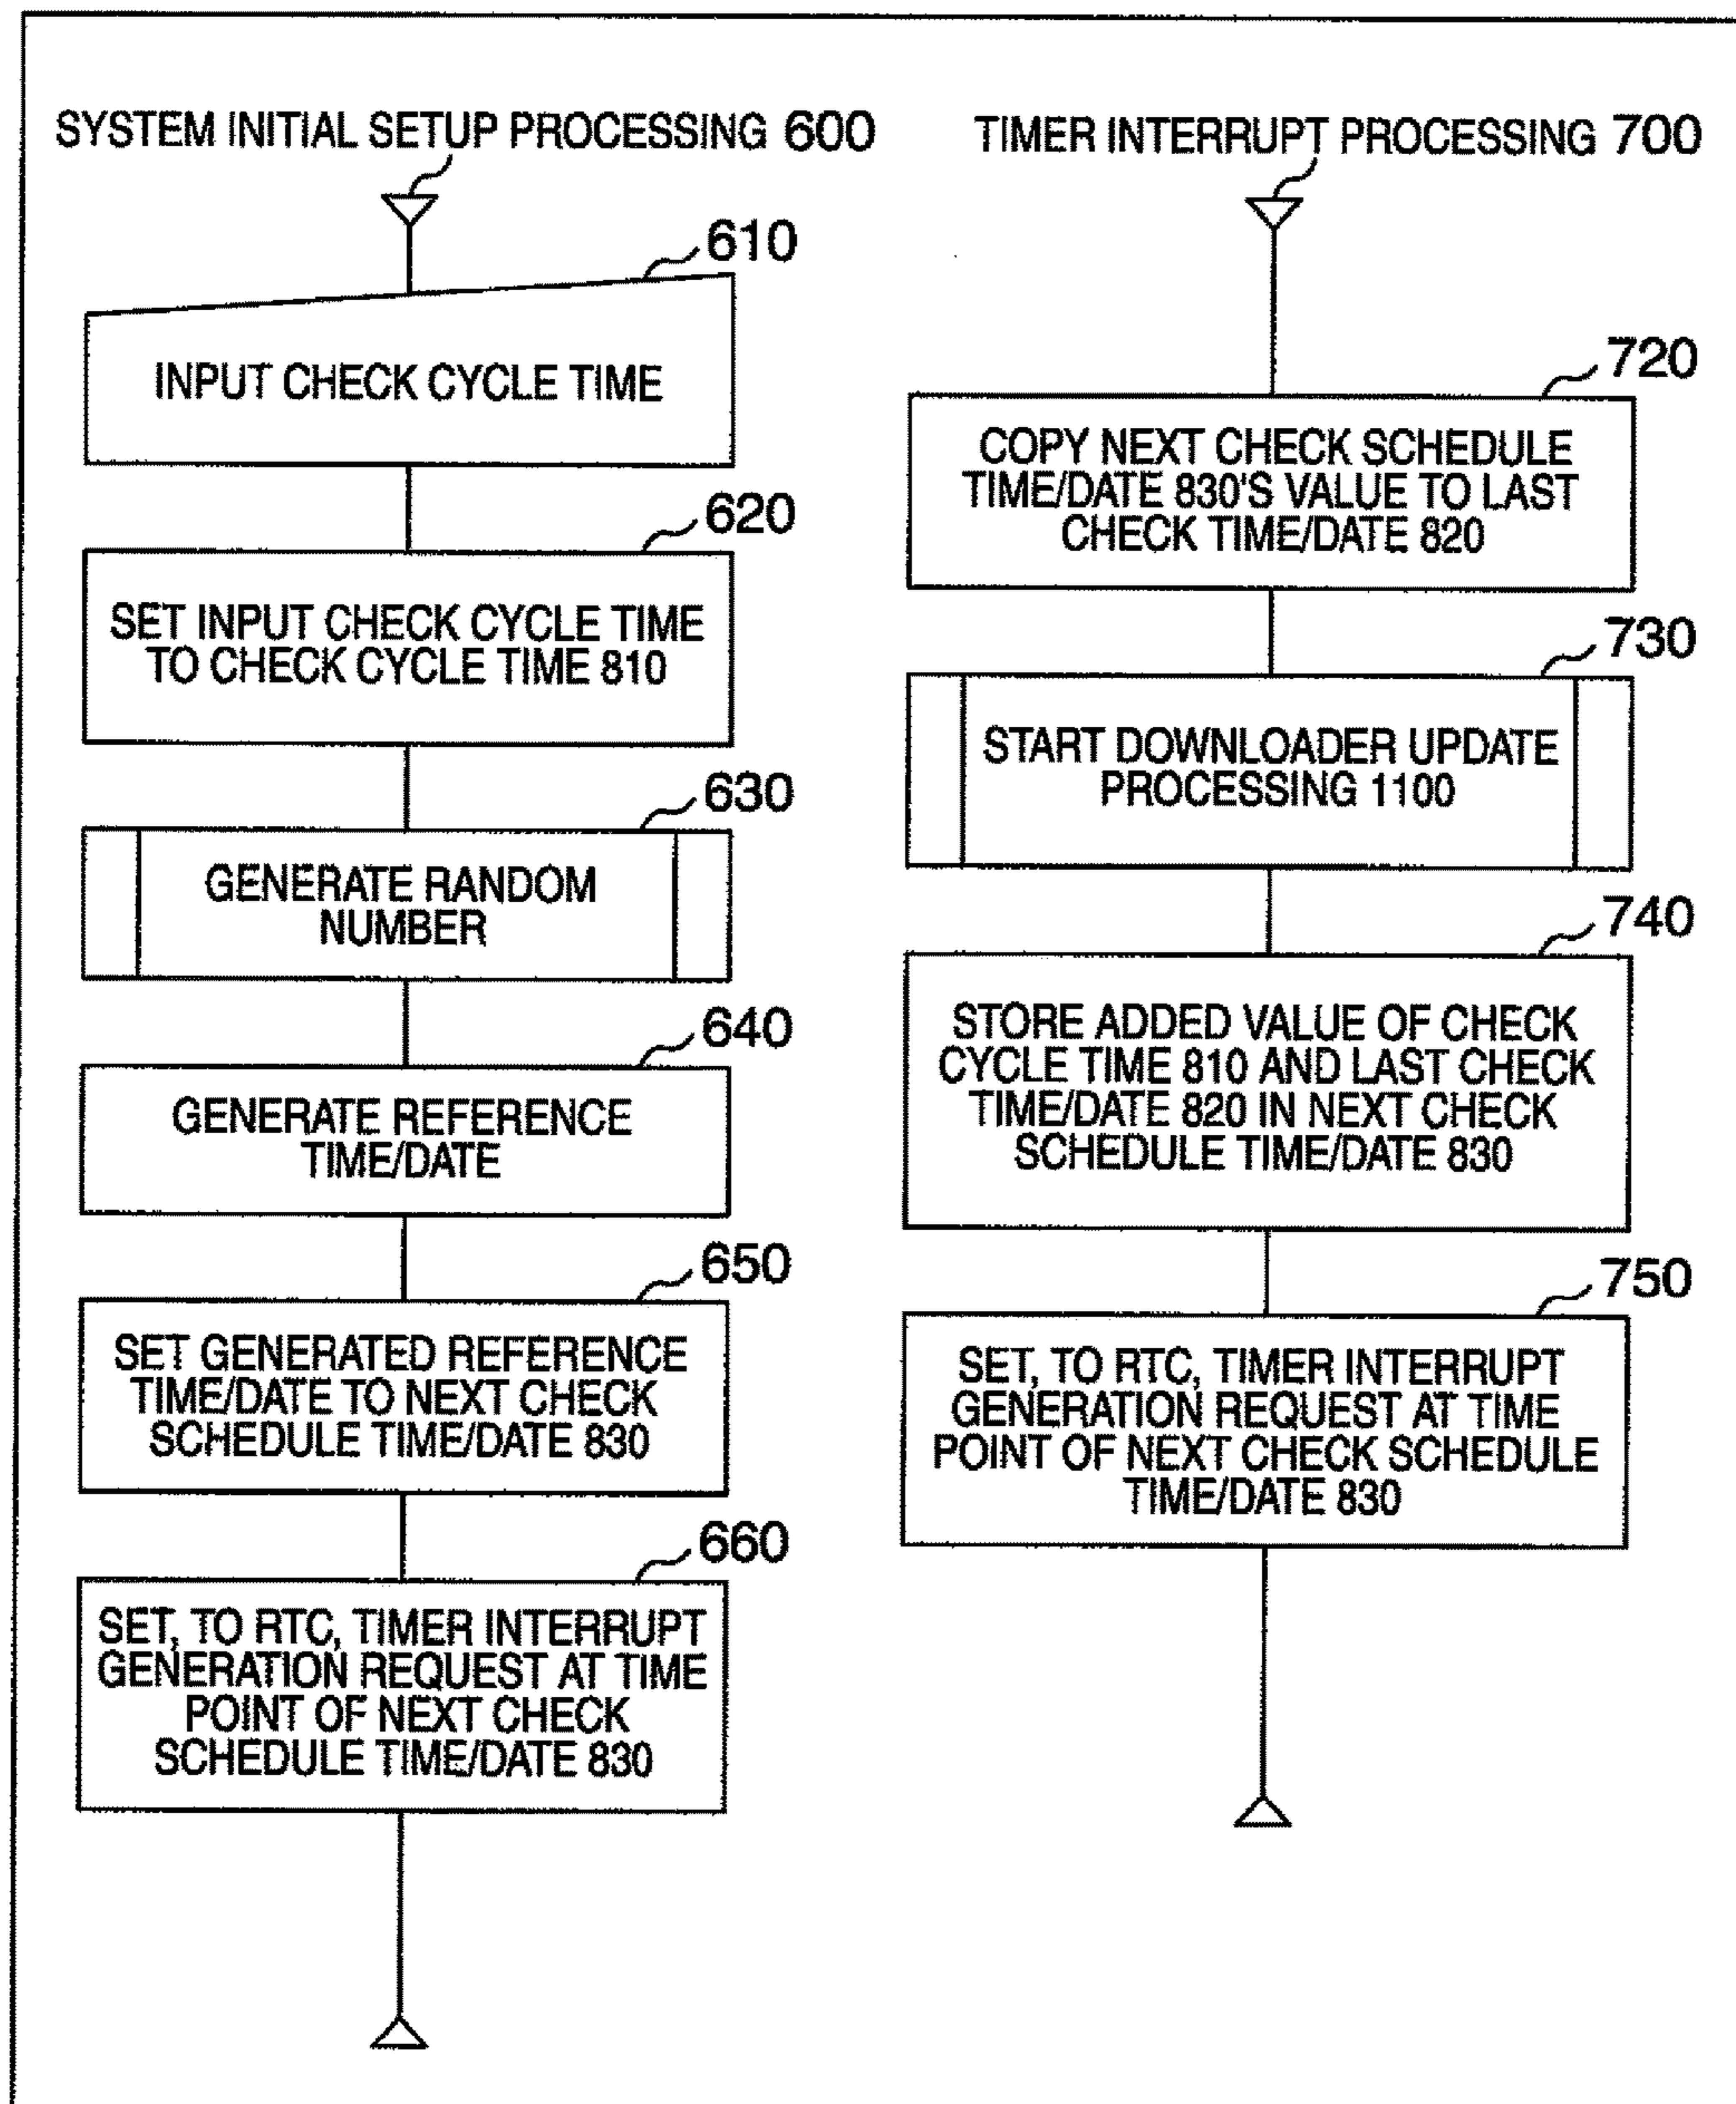 SYSTEM INITIAL SETUP PROCESSING 600
610
INPUT CHECK CYCLE TIME
620
SET INPUT CHECK CYCLE TIME
TO CHECK CYCLE TIME 810
630
GENERATE RANDOM
NUMBER
640
GENERATE REFERENCE
TIME/DATE
650
SET GENERATED REFERENCE
TIME/DATE TO NEXT CHECK
SCHEDULE TIME/DATE 830
660
SET, TO RTC, TIMER INTERRUPT
GENERATION REQUEST AT TIME
POINT OF NEXT CHECK
SCHEDULE TIME/DATE 830
TIMER INTERRUPT PROCESSING 700
720
COPY NEXT CHECK SCHEDULE
TIME/DATE 830'S VALUE TO LAST
CHECK TIME/DATE 820
730
START DOWNLOADER UPDATE
PROCESSING 1100
740
STORE ADDED VALUE OF CHECK
CYCLE TIME 810 AND LAST CHECK
TIME/DATE 820 IN NEXT CHECK
SCHEDULE TIME/DATE 830
750
SET, TO RTC, TIMER INTERRUPT
GENERATION REQUEST AT TIME
POINT OF NEXT CHECK SCHEDULE
TIME/DATE 830